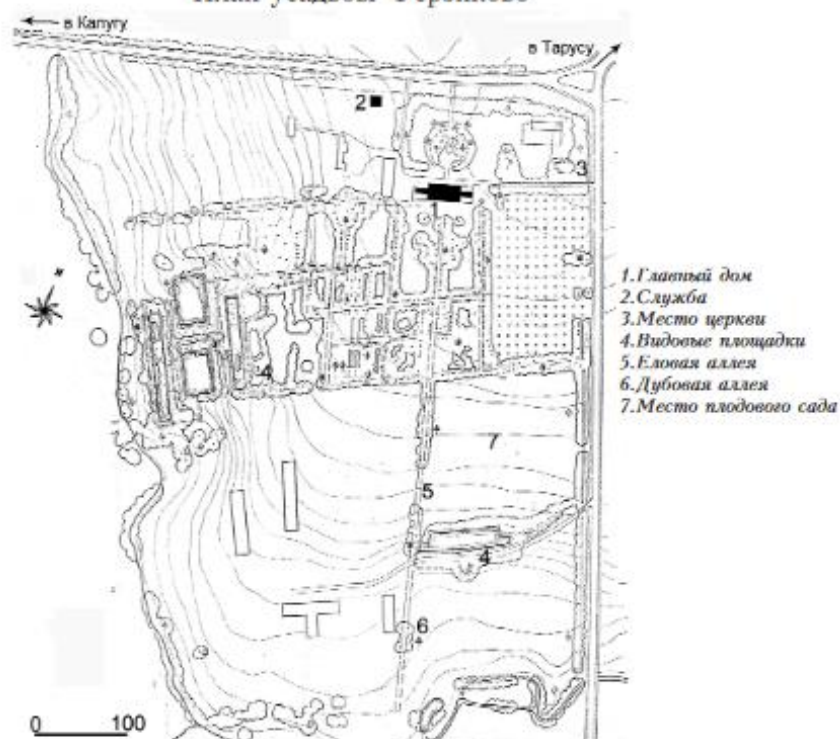 в Калугу
в Тарусу
2
3
1
4
7
5
4
6
1.Главный дом
2.Служба
3.Место церкви
4.Видовые площадки
5.Еловая аллея
6.Дубовая аллея
7.Место плодового сада
0 100